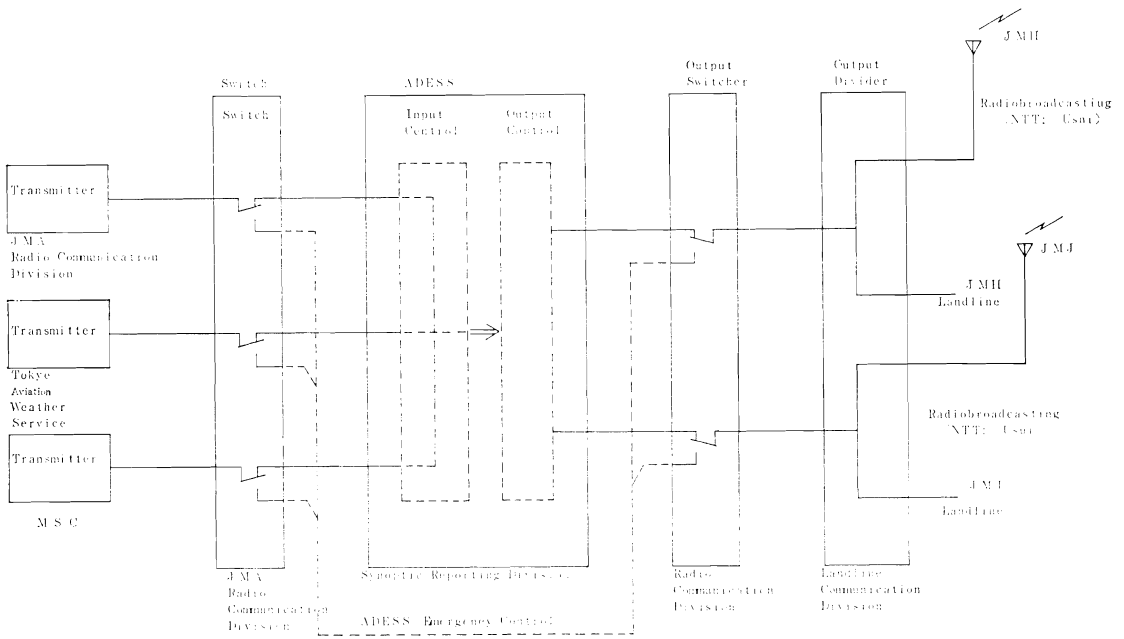 JMH
Radiobroadcasting
(NTT: Usui)
JMJ
Switch
ADESS
Output
Switcher
Output
Divider
Switch
Input
Control
Output
Control
Transmitter
JMA
Radio Communication
Division
Transmitter
Tokye
Aviation
Weather
Service
Transmitter
MSC
JMH
Landline
Radiobroadcasting
(NTT: Usui
JMJ
Landline
JMA
Radio
Communication
Division
Synoptic Reporting Division
Radio
Communication
Division
Landline
Communication
Division
ADESS Emergency Control